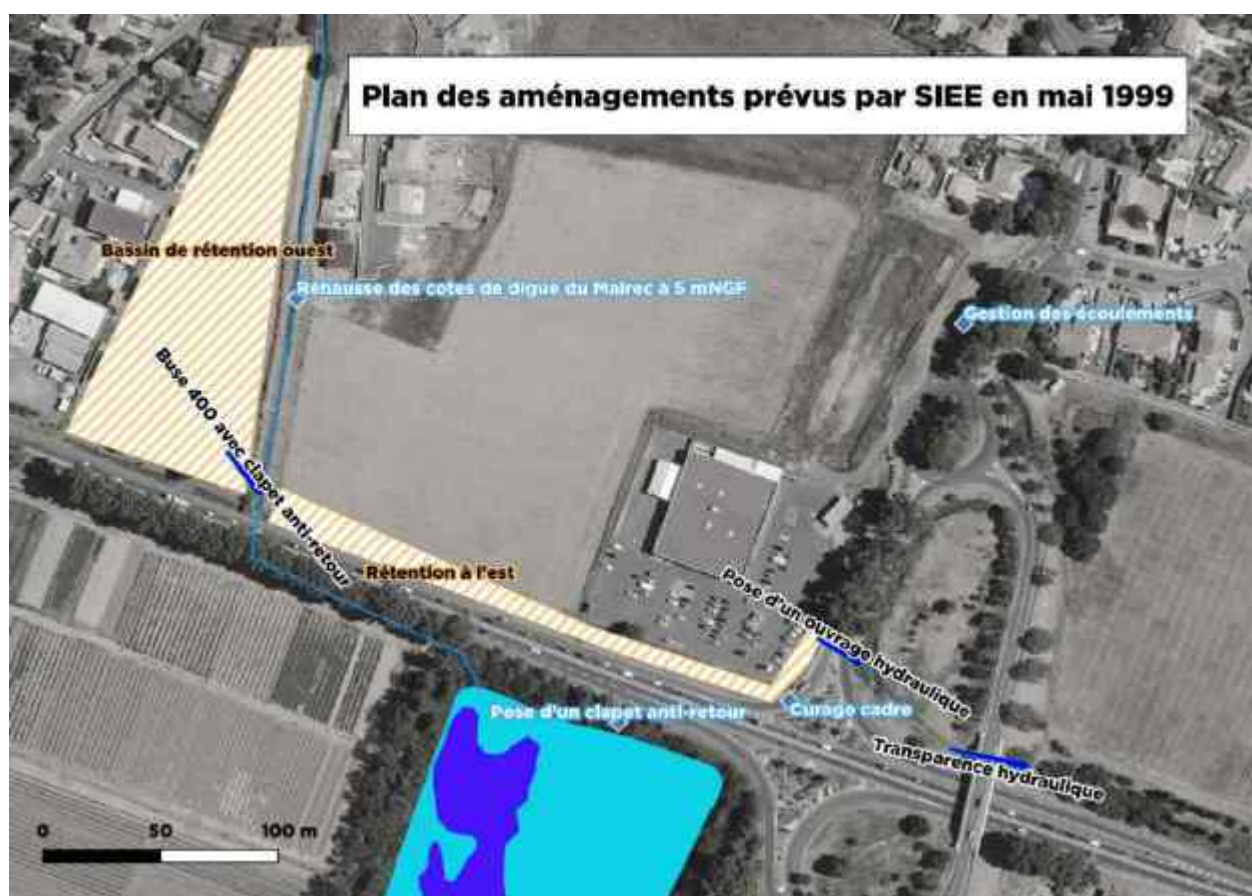 Plan des aménagements prévus par SIEE en mai 1999
Bassin de rétention ouest
Réhausse des cotes de digue du Mairec à 5 mNGF
Gestion des écoulements
Buse 400 avec clapet anti-retour
Rétention à l'est
Pose d'un ouvrage hydraulique
Pose d'un clapet anti-retour
Curage cadre
Transparence hydraulique
0 50 100 m